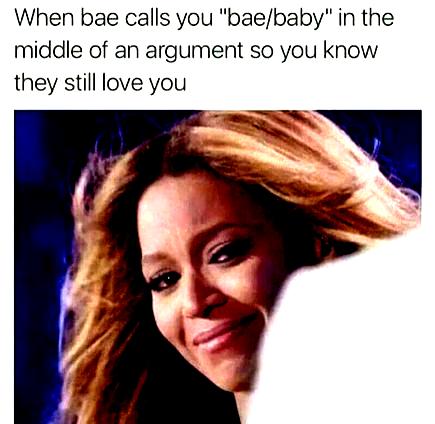 When bae calls you "bae/baby" in the
middle of an argument so you know
they still love you